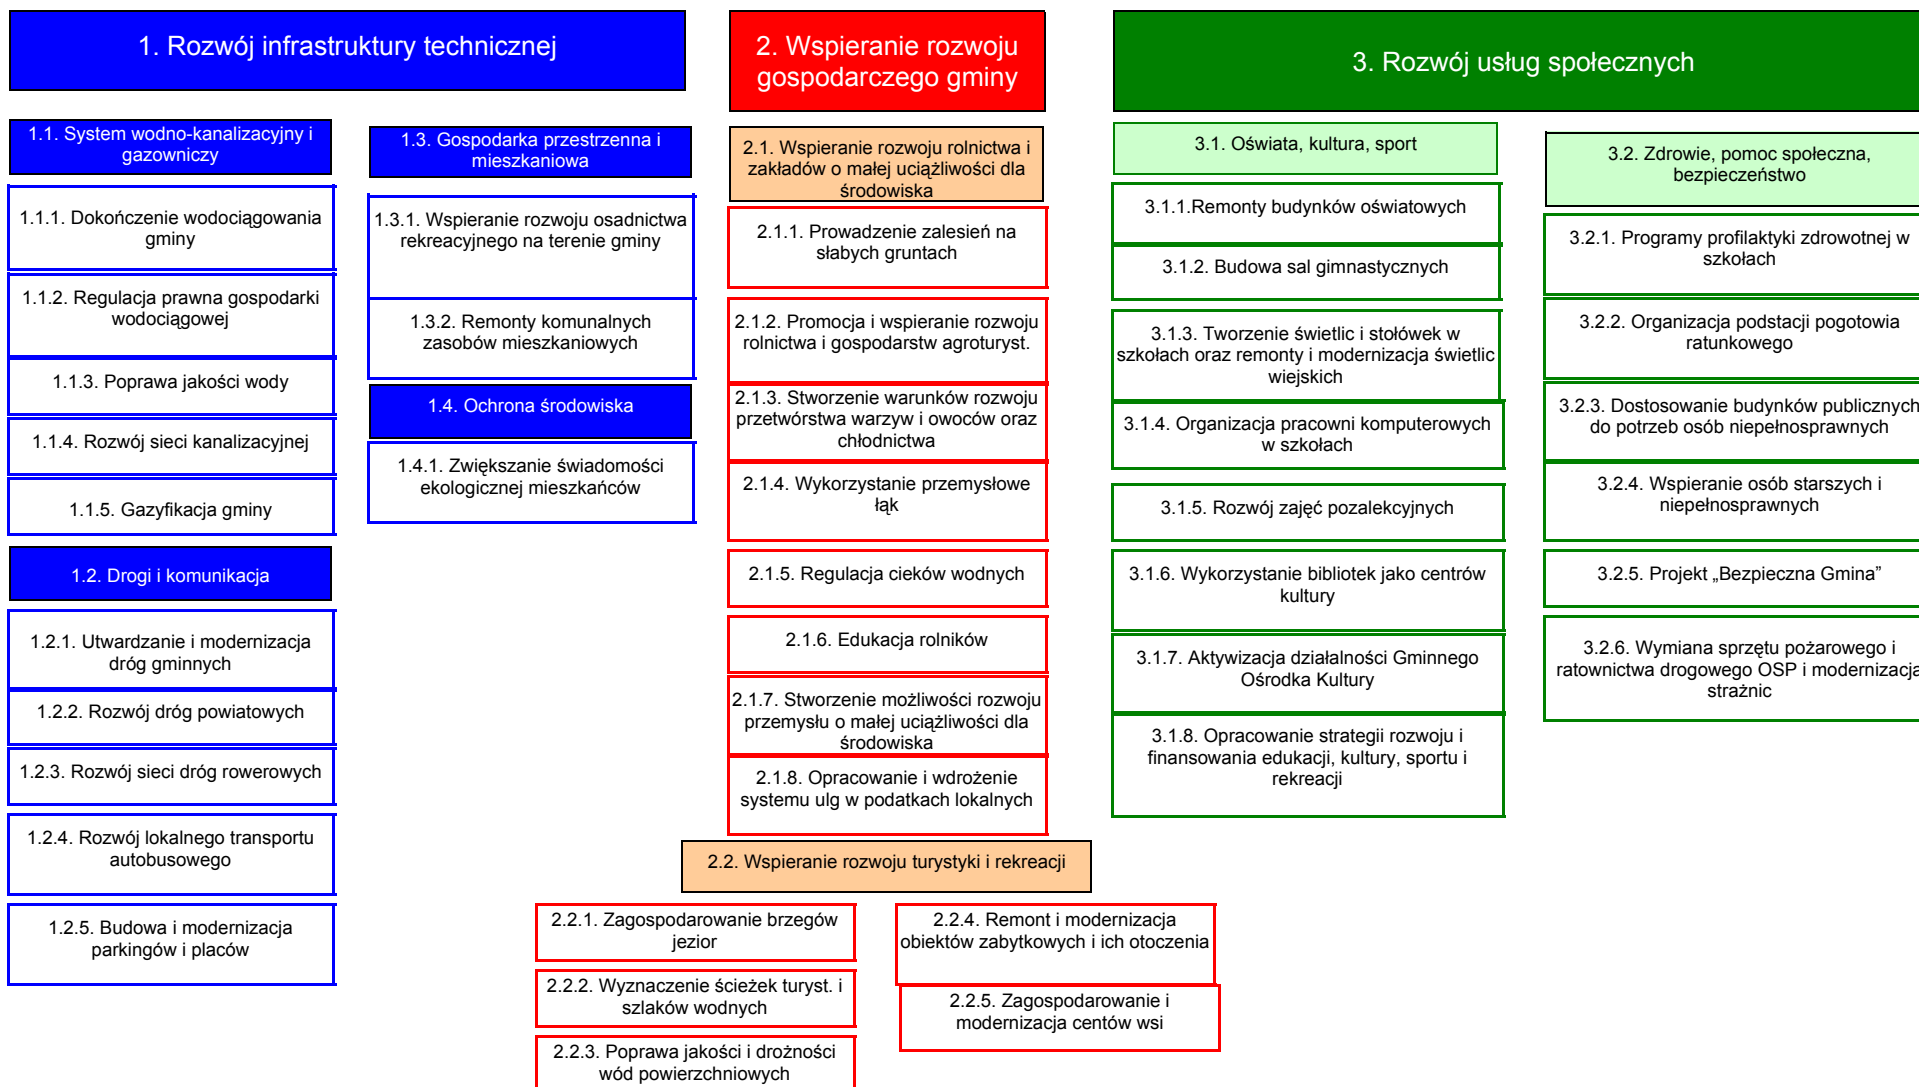 1. Rozwój infrastruktury technicznej
1.1. System wodno-kanalizacyjny i
gazowniczy
1.1.1. Dokończenie wodociągowania
gminy
1.1.2. Regulacja prawna gospodarki
wodociągowej
1.1.3. Poprawa jakości wody
1.1.4. Rozwój sieci kanalizacyjnej
1.1.5. Gazyfikacja gminy
1.2. Drogi i komunikacja
1.2.1. Utwardzanie i modernizacja
dróg gminnych
1.2.2. Rozwój dróg powiatowych
1.2.3. Rozwój sieci dróg rowerowych
1.2.4. Rozwój lokalnego transportu
autobusowego
1.2.5. Budowa i modernizacja
parkingów i placów
1.3. Gospodarka przestrzenna i
mieszkaniowa
1.3.1. Wspieranie rozwoju osadnictwa
rekreacyjnego na terenie gminy
1.3.2. Remonty komunalnych
zasobów mieszkaniowych
1.4. Ochrona środowiska
1.4.1. Zwiększanie świadomości
ekologicznej mieszkańców
2. Wspieranie rozwoju
gospodarczego gminy
2.1. Wspieranie rozwoju rolnictwa i
zakładów o małej uciążliwości dla
środowiska
2.1.1. Prowadzenie zalesień na
słabych gruntach
2.1.2. Promocja i wspieranie rozwoju
rolnictwa i gospodarstw agroturyst.
2.1.3. Stworzenie warunków rozwoju
przetwórstwa warzyw i owoców oraz
chłodnictwa
2.1.4. Wykorzystanie przemysłowe
łąk
2.1.5. Regulacja cieków wodnych
2.1.6. Edukacja rolników
2.1.7. Stworzenie możliwości rozwoju
przemysłu o małej uciążliwości dla
środowiska
2.1.8. Opracowanie i wdrożenie
systemu ulg w podatkach lokalnych
2.2. Wspieranie rozwoju turystyki i rekreacji
2.2.1. Zagospodarowanie brzegów
jezior
2.2.2. Wyznaczenie ścieżek turyst. i
szlaków wodnych
2.2.3. Poprawa jakości i drożności
wód powierzchniowych
2.2.4. Remont i modernizacja
obiektów zabytkowych i ich otoczenia
2.2.5. Zagospodarowanie i
modernizacja centów wsi
3. Rozwój usług społecznych
3.1. Oświata, kultura, sport
3.1.1.Remonty budynków oświatowych
3.1.2. Budowa sal gimnastycznych
3.1.3. Tworzenie świetlic i stołówek w
szkołach oraz remonty i modernizacja świetlic
wiejskich
3.1.4. Organizacja pracowni komputerowych
w szkołach
3.1.5. Rozwój zajęć pozalekcyjnych
3.1.6. Wykorzystanie bibliotek jako centrów
kultury
3.1.7. Aktywizacja działalności Gminnego
Ośrodka Kultury
3.1.8. Opracowanie strategii rozwoju i
finansowania edukacji, kultury, sportu i
rekreacji
3.2. Zdrowie, pomoc społeczna,
bezpieczeństwo
3.2.1. Programy profilaktyki zdrowotnej w
szkołach
3.2.2. Organizacja podstacji pogotowia
ratunkowego
3.2.3. Dostosowanie budynków publicznych
do potrzeb osób niepełnosprawnych
3.2.4. Wspieranie osób starszych i
niepełnosprawnych
3.2.5. Projekt „Bezpieczna Gmina”
3.2.6. Wymiana sprzętu pożarowego i
ratownictwa drogowego OSP i modernizacja
strażnic